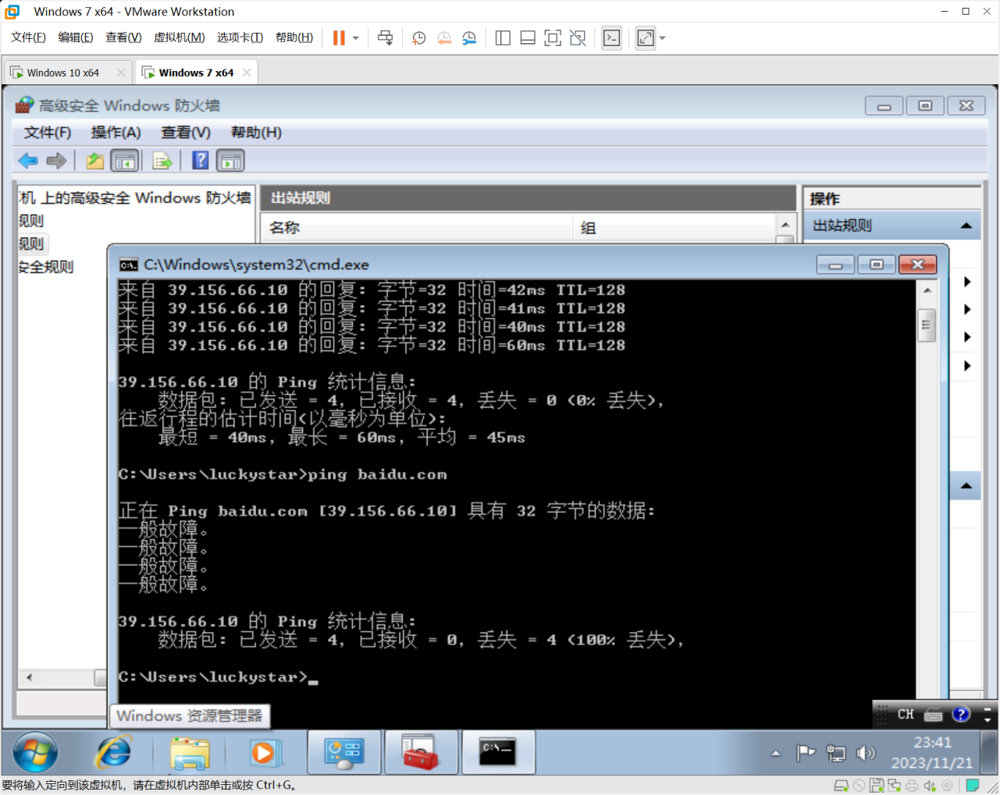 Windows 7 x64 - VMware Workstation
文件(F) 编辑(E) 查看(V) 虚拟机(M) 选项卡(T) 帮助(H)
Windows 10 x64
Windows 7 x64
高级安全 Windows 防火墙
文件(F) 操作(A) 查看(V) 帮助(H)
机 上的高级安全 Windows 防火墙
规则
规则
安全规则
出站规则
名称
组
操作
出站规则
C:\Windows\system32\cmd.exe
来自 39.156.66.10 的回复: 字节=32 时间=42ms TTL=128
来自 39.156.66.10 的回复: 字节=32 时间=41ms TTL=128
来自 39.156.66.10 的回复: 字节=32 时间=40ms TTL=128
来自 39.156.66.10 的回复: 字节=32 时间=60ms TTL=128
39.156.66.10 的 Ping 统计信息:
数据包: 已发送 = 4, 已接收 = 4, 丢失 = 0 (0% 丢失),
往返行程的估计时间(以毫秒为单位):
最短 = 40ms, 最长 = 60ms, 平均 = 45ms
C:\Users\luckystar>ping baidu.com
正在 Ping baidu.com [39.156.66.10] 具有 32 字节的数据:
一般故障。
一般故障。
一般故障。
一般故障。
39.156.66.10 的 Ping 统计信息:
数据包: 已发送 = 4, 已接收 = 0, 丢失 = 4 (100% 丢失),
C:\Users\luckystar>_
Windows 资源管理器
CH
23:41
2023/11/21
要将输入定向到该虚拟机，请在虚拟机内部单击或按 Ctrl+G。